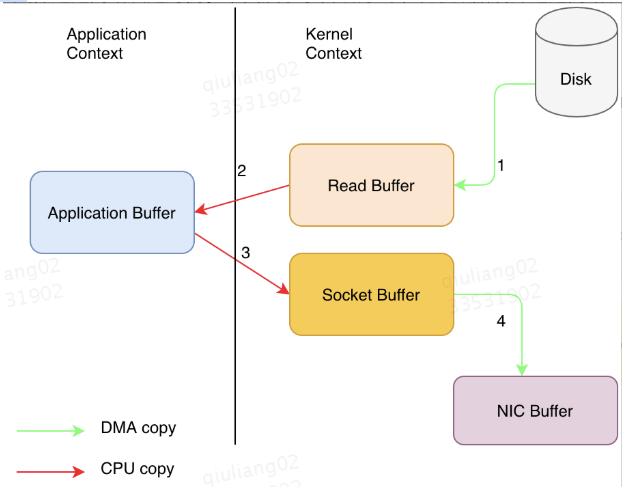 Application
Context
Kernel
Context
Disk
qiuliang02
33531902
1
2
Read Buffer
Application Buffer
3
Socket Buffer
ang02
31902
qiuliang02
33531902
4
NIC Buffer
DMA copy
CPU copy
qiuliang02